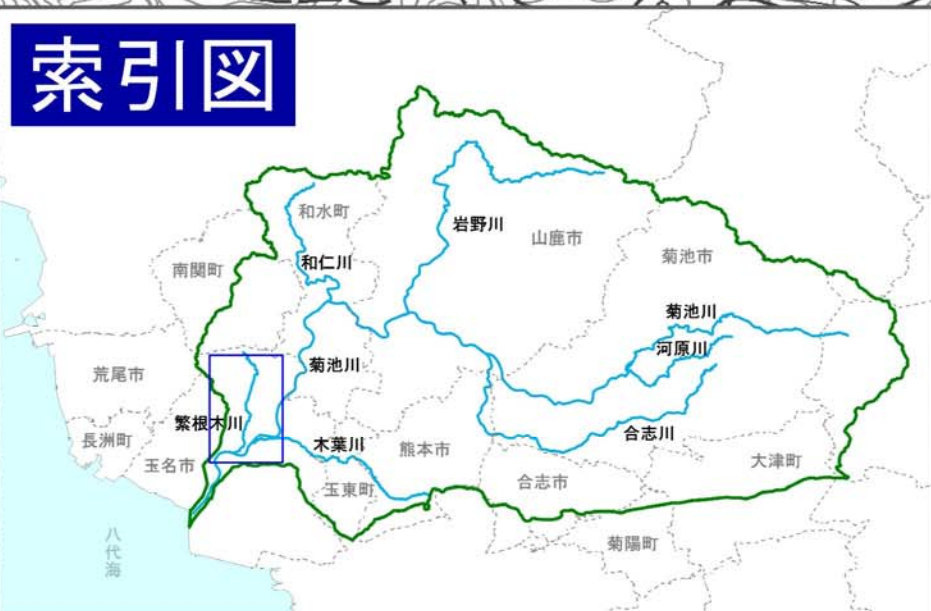 索引図
和水町
岩野川
山鹿市
菊池市
和仁川
南関町
菊池川
河原川
菊池川
荒尾市
繁根木川
長洲町
合志川
木葉川
熊本市
玉名市
大津町
玉東町
合志市
八代海
菊陽町